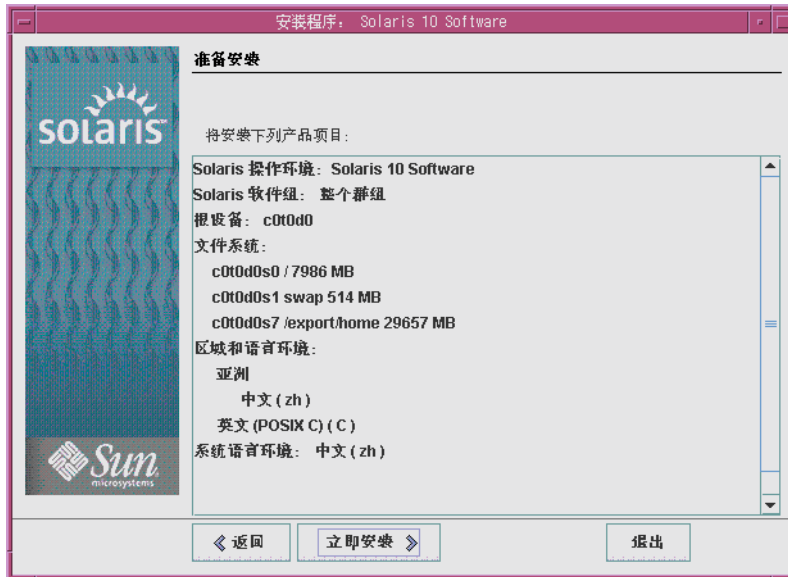 安装程序： Solaris 10 Software
准备安装
solaris
将安装下列产品项目:
Solaris 操作环境: Solaris 10 Software
Solaris 软件组: 整个群组
根设备: c0t0d0
文件系统:
c0t0d0s0 / 7986 MB
c0t0d0s1 swap 514 MB
c0t0d0s7 /export/home 29657 MB
区域和语言环境:
亚洲
中文 ( zh )
英文 (POSIX C) ( C )
系统语言环境: 中文 ( zh )
Sun
microsystems
返回 立即安装 退出